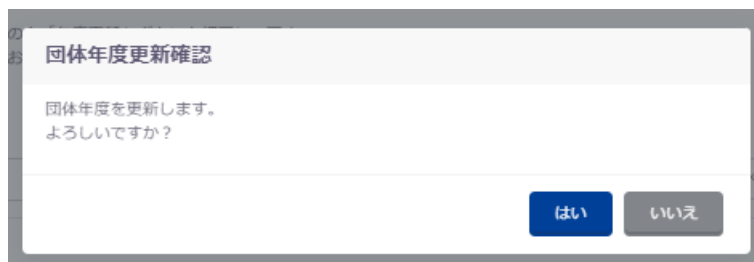 団体年度更新確認
団体年度を更新します。
よろしいですか？
はい
いいえ